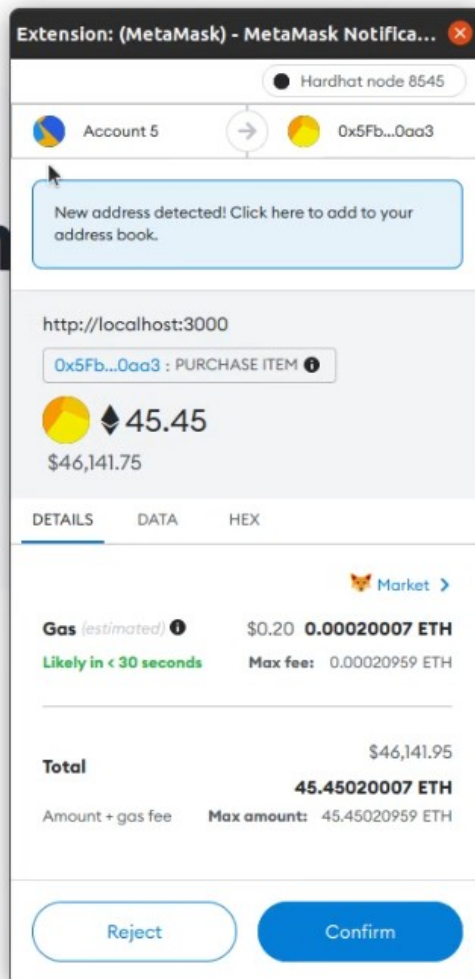 Extension: (MetaMask) - MetaMask Notifica...
Hardhat node 8545
Account 5
0x5Fb...0aa3
New address detected! Click here to add to your
address book.
http://localhost:3000
0x5Fb...0aa3 : PURCHASE ITEM
45.45
$46,141.75
DETAILS DATA HEX
Market
Gas (estimated) $0.20 0.00020007 ETH
Likely in < 30 seconds Max fee: 0.00020959 ETH
$46,141.95
Total
45.45020007 ETH
Amount + gas fee Max amount: 45.45020959 ETH
Reject Confirm